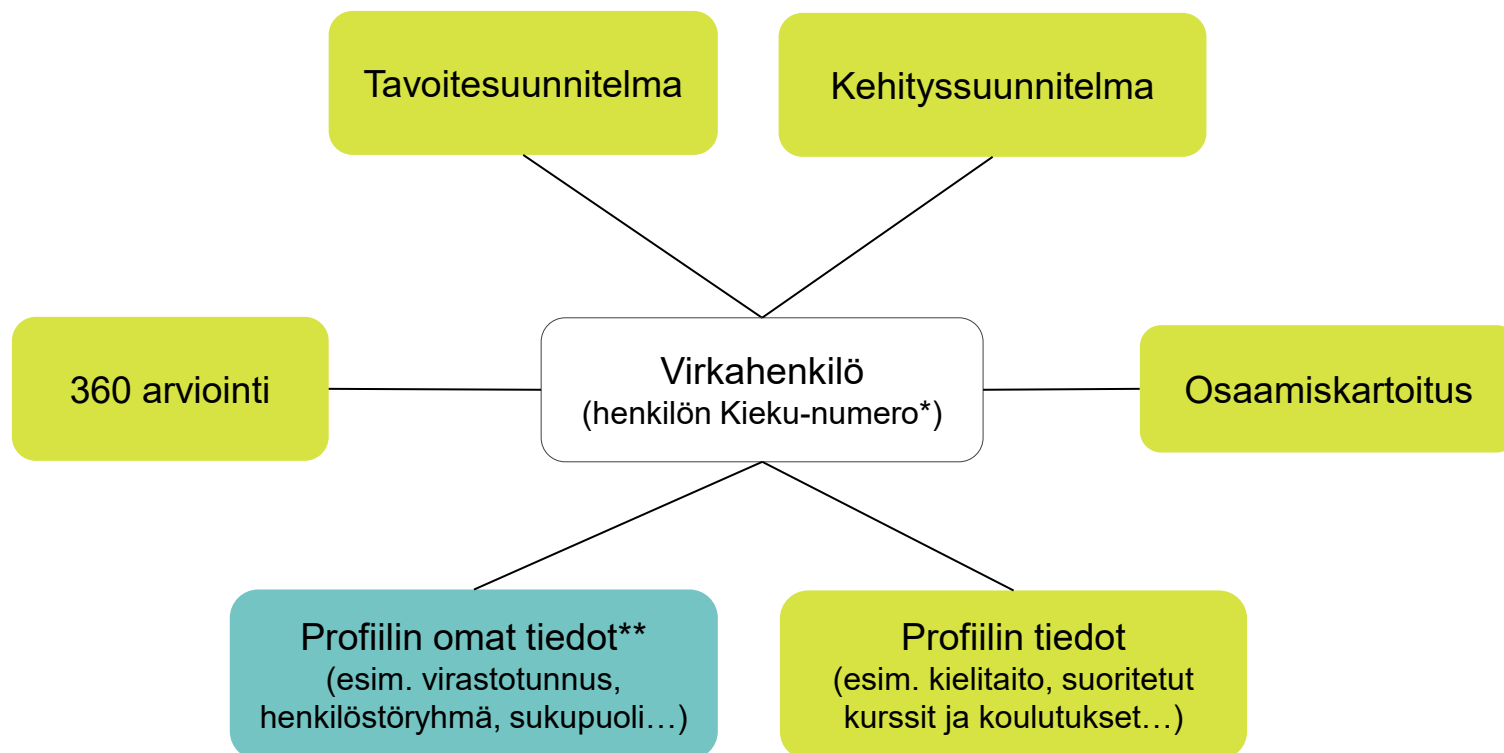 Tavoitesuunnitelma
Kehityssuunnitelma
360 arviointi
Virkahenkilö
(henkilön Kieku-numero*)
Osaamiskartoitus
Profiilin omat tiedot**
(esim. virastotunnus,
henkilöstöryhmä, sukupuoli…)
Profiilin tiedot
(esim. kielitaito, suoritetut
kurssit ja koulutukset…)